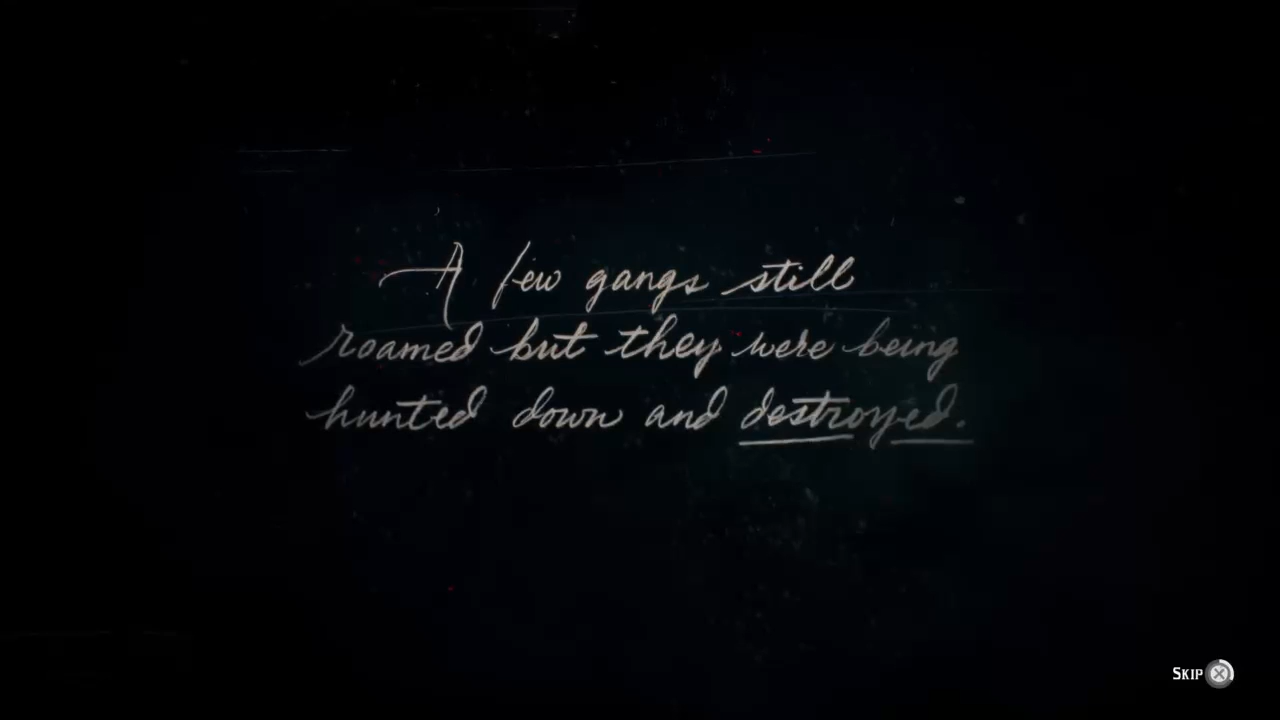 A few gangs still
roamed but they were being
hunted down and destroyed.
SKIP